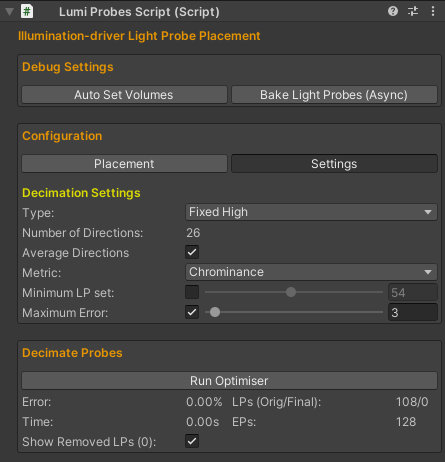 # Lumi Probes Script (Script)
Illumination-driver Light Probe Placement
Debug Settings
Auto Set Volumes Bake Light Probes (Async)
Configuration
Placement Settings
Decimation Settings
Type: Fixed High
Number of Directions: 26
Average Directions
Metric: Chrominance
Minimum LP set: 54
Maximum Error: 3
Decimate Probes
Run Optimiser
Error: 0.00% LPs (Orig/Final): 108/0
Time: 0.00s EPs: 128
Show Removed LPs (0):